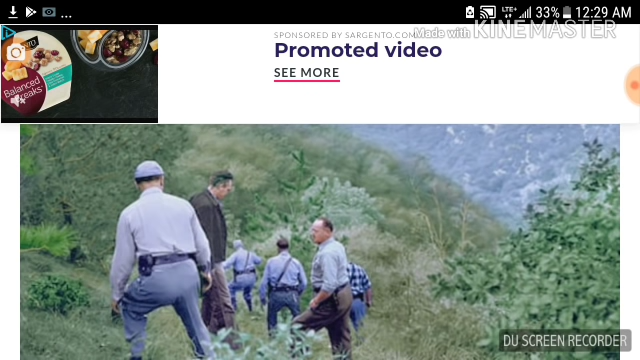 ... LTE+ 33% 12:29 AM
SPONSORED BY SARGENTO.COM
Made with KINEMASTER
Promoted video
SEE MORE
Balanced
DU SCREEN RECORDER